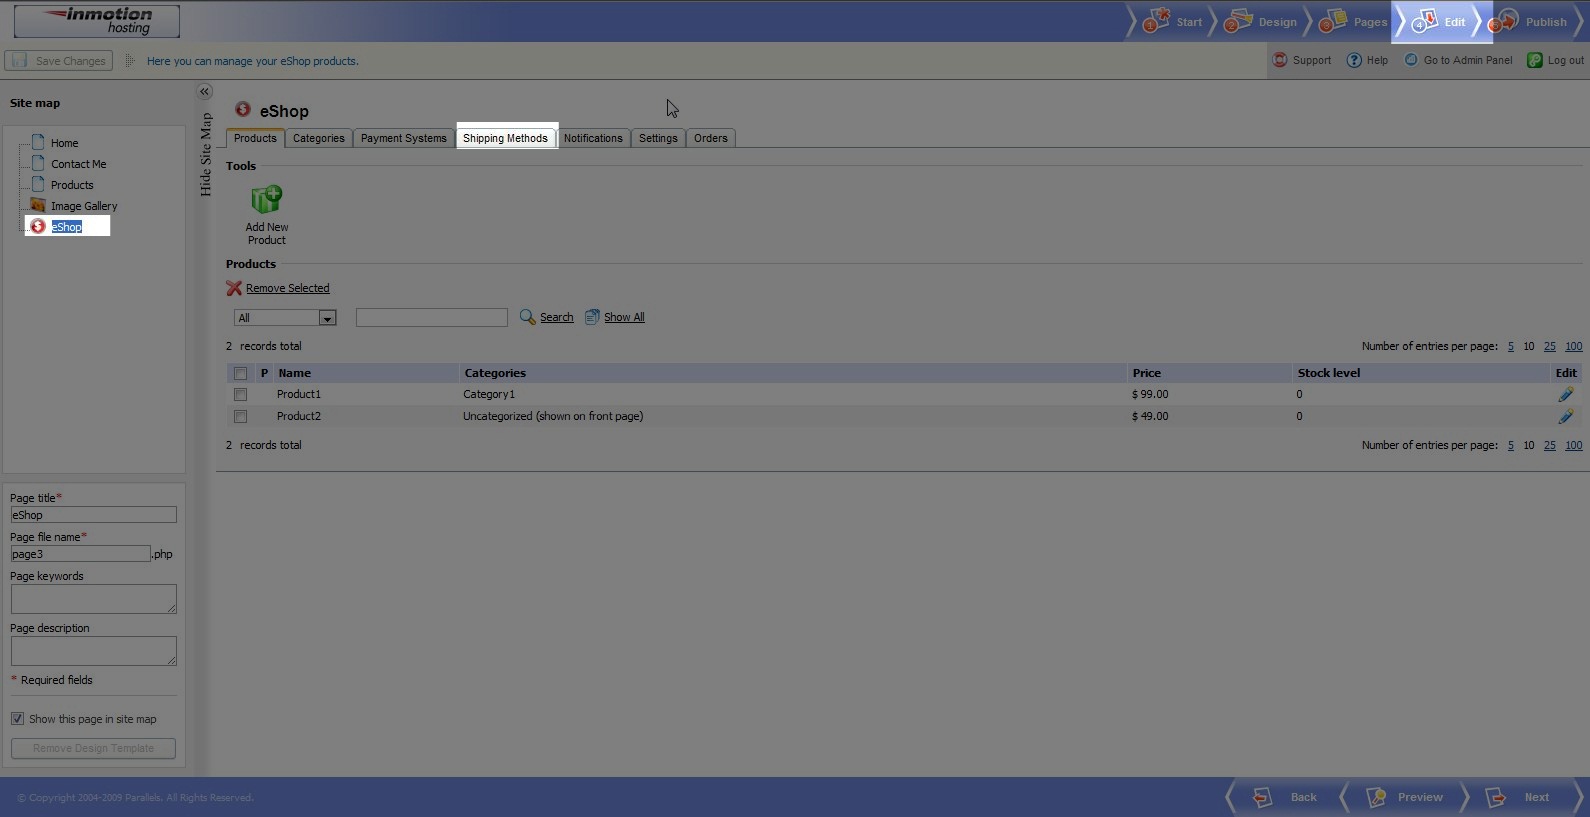 inmotion
hosting
1 Start 2 Design 3 Pages 4 Edit 5 Publish
Save Changes Here you can manage your eShop products. Support Help Go to Admin Panel Log out
Site map
Home
Contact Me
Products
Image Gallery
eShop
Page title*
eShop
Page file name*
page3 .php
Page keywords
Page description
* Required fields
Show this page in site map
Remove Design Template
Hide Site Map
eShop
Products Categories Payment Systems Shipping Methods Notifications Settings Orders
Tools
Add New
Product
Products
Remove Selected
All Search Show All
2 records total Number of entries per page: 5 10 25 100
P Name Categories Price Stock level Edit
Product1 Category1 $ 99.00 0
Product2 Uncategorized (shown on front page) $ 49.00 0
2 records total Number of entries per page: 5 10 25 100
© Copyright 2004-2009 Parallels. All Rights Reserved. Back Preview Next